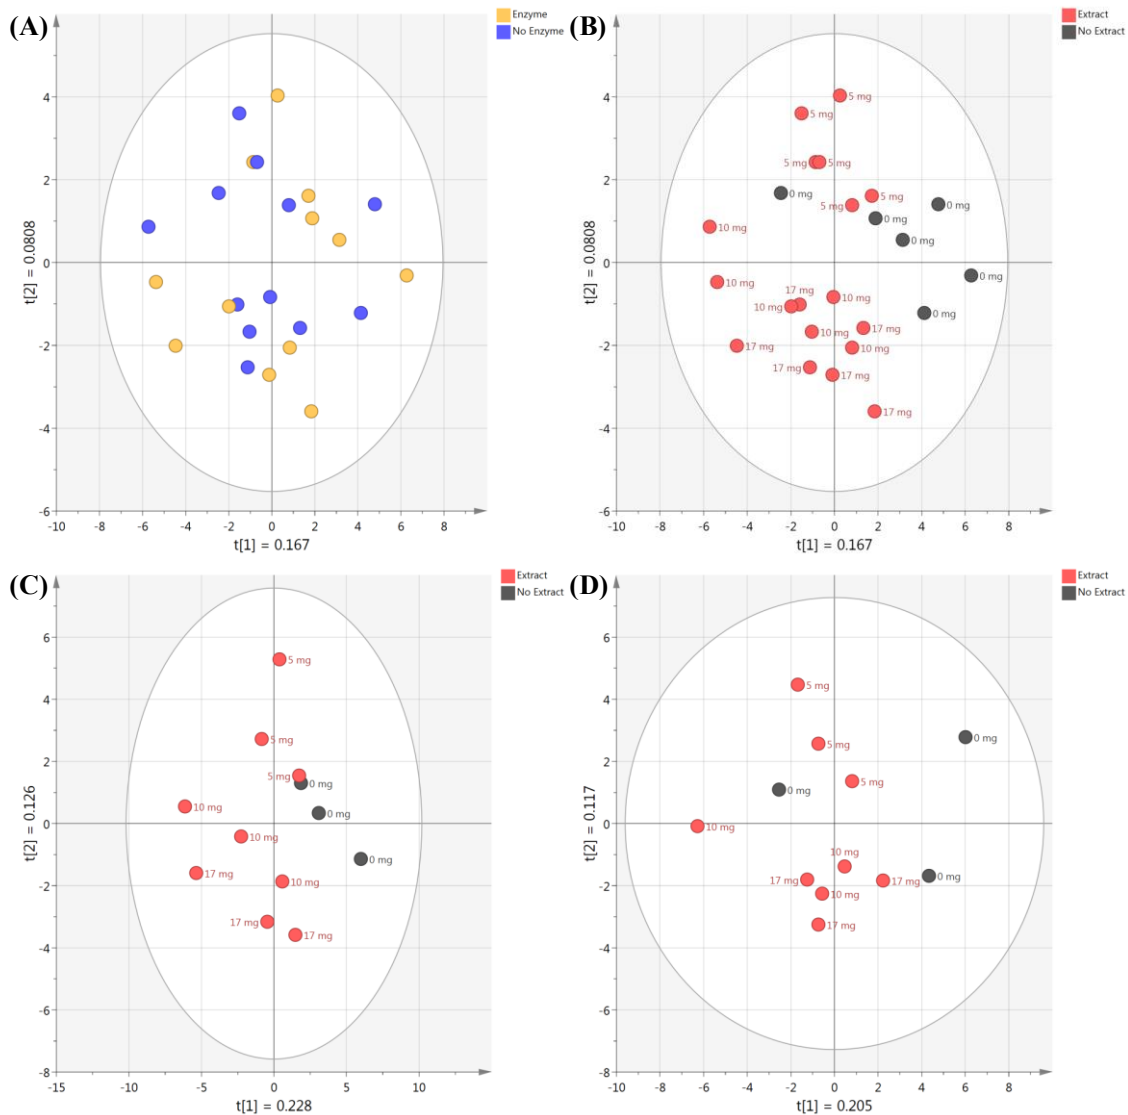 (A)
Enzyme
No Enzyme
4
2
0
-2
-4
-6
-10 -8 -6 -4 -2 0 2 4 6 8
t[2] = 0.0808
t[1] = 0.167
(B)
Extract
No Extract
4
2
0
-2
-4
-6
5 mg
5 mg
5 mg 5 mg
0 mg
5 mg
5 mg
0 mg
0 mg
0 mg
10 mg
0 mg
10 mg
17 mg
10 mg
10 mg
0 mg
17 mg
10 mg
17 mg
10 mg
17 mg
17 mg
17 mg
-10 -8 -6 -4 -2 0 2 4 6 8
t[2] = 0.0808
t[1] = 0.167
(C)
Extract
No Extract
6
4
2
0
-2
-4
-6
-8
5 mg
5 mg
5 mg
0 mg
10 mg
0 mg
10 mg
0 mg
17 mg
10 mg
17 mg
17 mg
-15 -10 -5 0 5 10
t[2] = 0.126
t[1] = 0.228
(D)
Extract
No Extract
6
4
2
0
-2
-4
-6
-8
5 mg
0 mg
5 mg
5 mg
0 mg
10 mg
10 mg
17 mg
17 mg
0 mg
10 mg
17 mg
-10 -8 -6 -4 -2 0 2 4 6 8
t[2] = 0.117
t[1] = 0.205